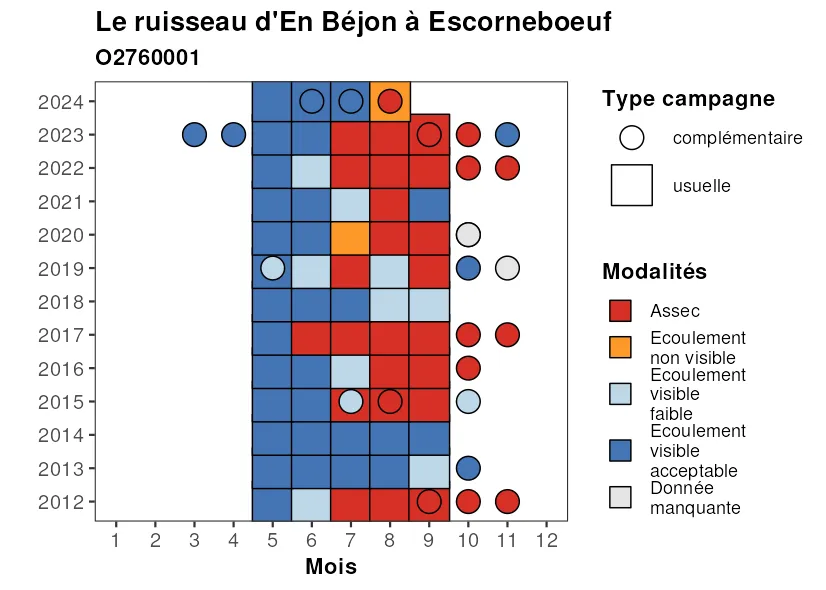 Le ruisseau d'En Béjon à Escorneboeuf
O2760001
2024
2023
2022
2021
2020
2019
2018
2017
2016
2015
2014
2013
2012
1 2 3 4 5 6 7 8 9 10 11 12
Mois
Type campagne
complémentaire
usuelle
Modalités
Assec
Ecoulement
non visible
Ecoulement
visible
faible
Ecoulement
visible
acceptable
Donnée
manquante